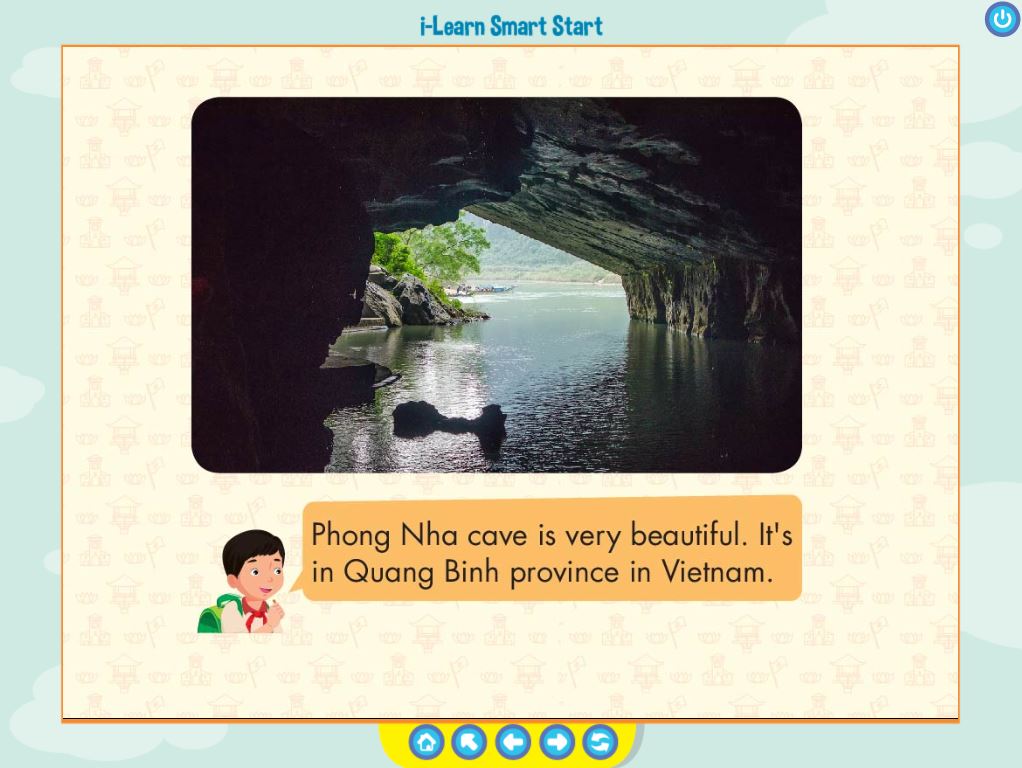 i-Learn Smart Start
Phong Nha cave is very beautiful. It's
in Quang Binh province in Vietnam.